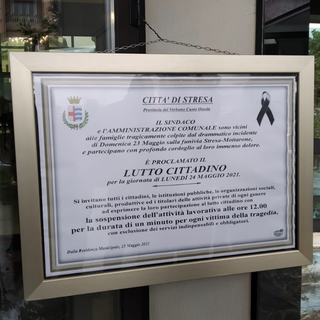 CITTA' DI STRESA
Provincia del Verbano Cusio Ossola
IL SINDACO
e l'AMMINISTRAZIONE COMUNALE sono vicini
alle famiglie tragicamente colpite dal drammatico incidente
di Domenica 23 Maggio sulla funivia Stresa-Mottarone,
e partecipano con profondo cordoglio al loro immenso dolore.
È PROCLAMATO IL
LUTTO CITTADINO
per la giornata di LUNEDI 24 MAGGIO 2021.
Si invitano tutti i cittadini, le istituzioni pubbliche, le organizzazioni sociali,
culturali, produttive ed i titolari delle attività private di ogni genere
ad esprimere la loro partecipazione al lutto cittadino con
la sospensione dell'attività lavorativa alle ore 12.00
per la durata di un minuto per ogni vittima della tragedia,
con esclusione dei servizi indispensabili e obbligatori.
Dalla Residenza Municipale, 23 Maggio 2021